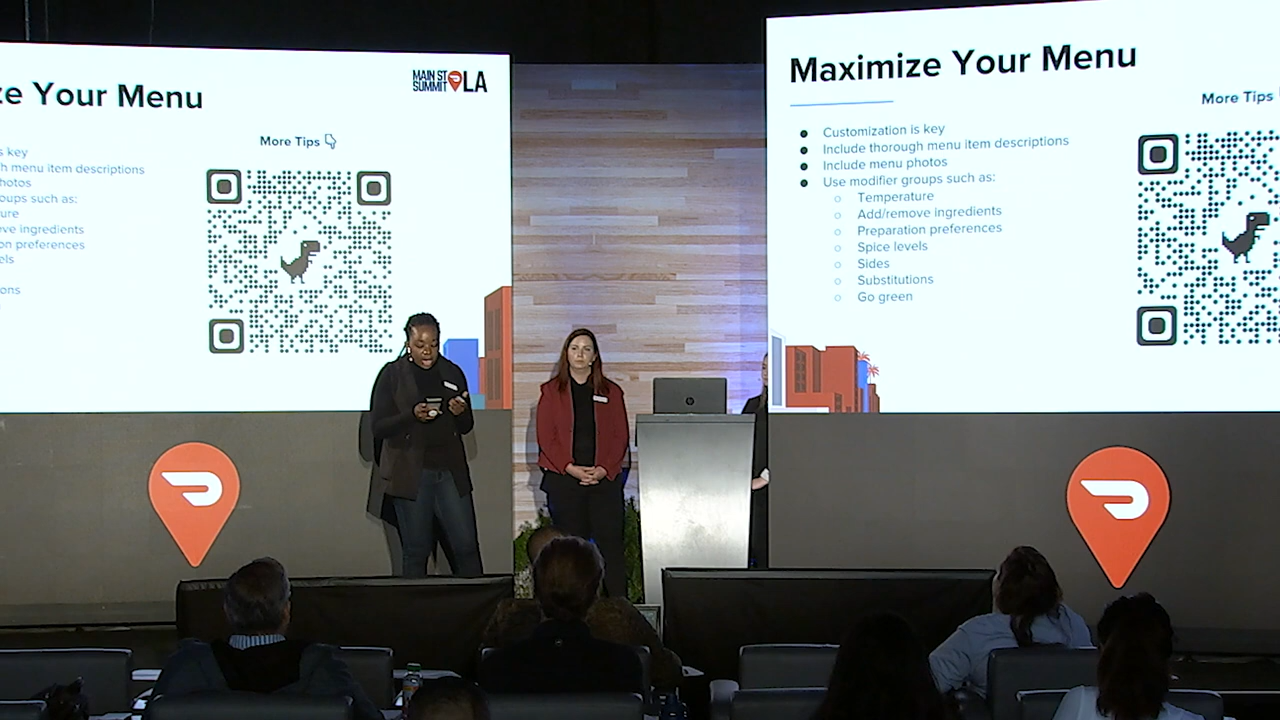 ze Your Menu
MAIN ST
SUMMIT LA
More Tips
s key
h menu item descriptions
hotos
oups such as:
ure
ve ingredients
on preferences
els
ons
Maximize Your Menu
More Tips
● Customization is key
● Include thorough menu item descriptions
● Include menu photos
● Use modifier groups such as:
○ Temperature
○ Add/remove ingredients
○ Preparation preferences
○ Spice levels
○ Sides
○ Substitutions
○ Go green
hp